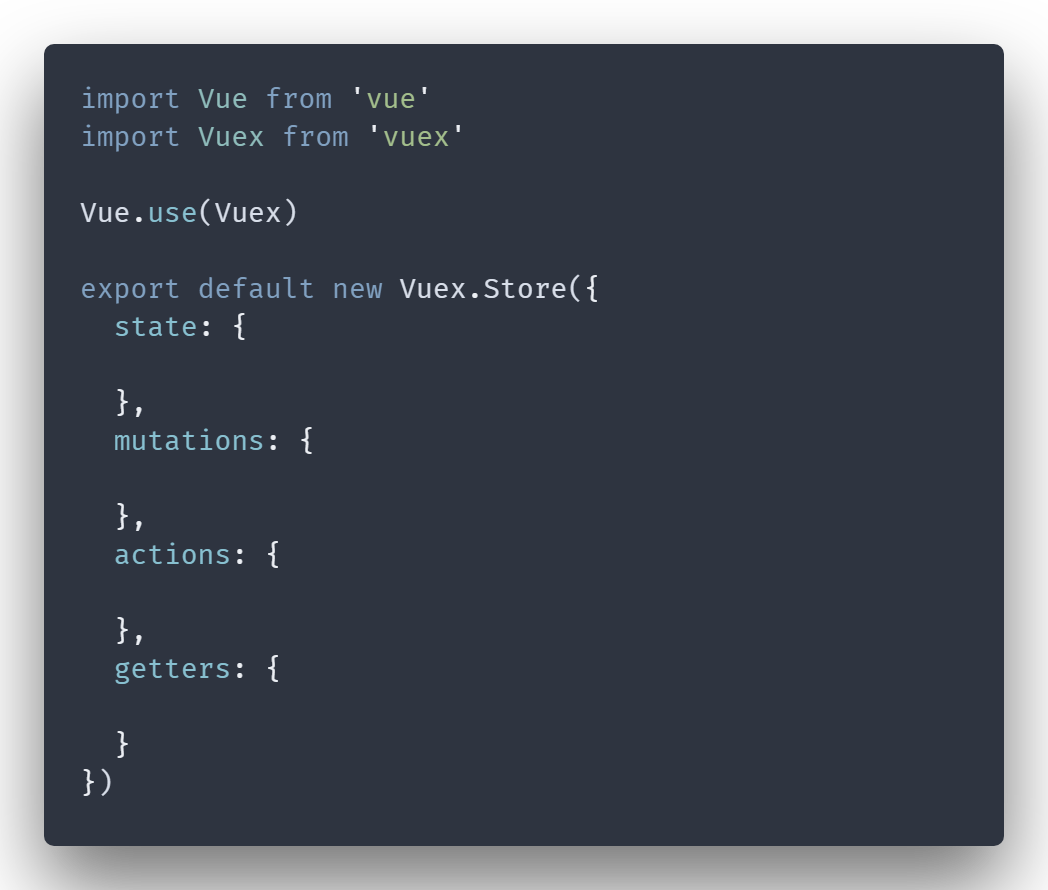 import Vue from 'vue'
import Vuex from 'vuex'

Vue.use(Vuex)

export default new Vuex.Store({
  state: {

  },
  mutations: {

  },
  actions: {

  },
  getters: {

  }
})